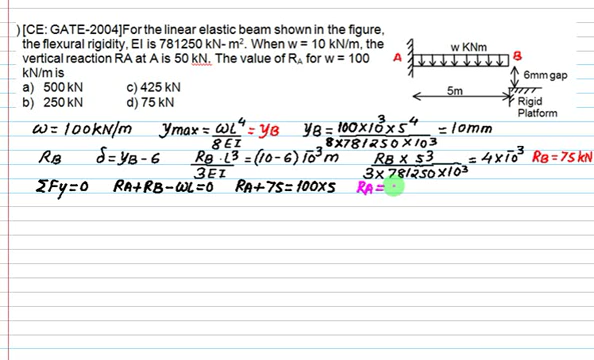 ) [CE: GATE-2004]For the linear elastic beam shown in the figure,
the flexural rigidity, EI is 781250 kN- m². When w = 10 kN/m, the
vertical reaction RA at A is 50 kN. The value of RA for w = 100
kN/m is
a) 500 kN c) 425 kN
b) 250 kN d) 75 kN
w KNm
A B
6mm gap
5m
Rigid
Platform
ω = 100KN/m ymax = ωL⁴/8EI = yB yB = 100×10³×5⁴/8×781250×10³ = 10mm
RB δ = yB - 6 RB·L³/3EI = (10-6)10⁻³m RB × 5³/3×781250×10³ = 4×10⁻³ RB = 75KN
ΣFy=0 RA+RB-ωL=0 RA+75=100×5 RA=